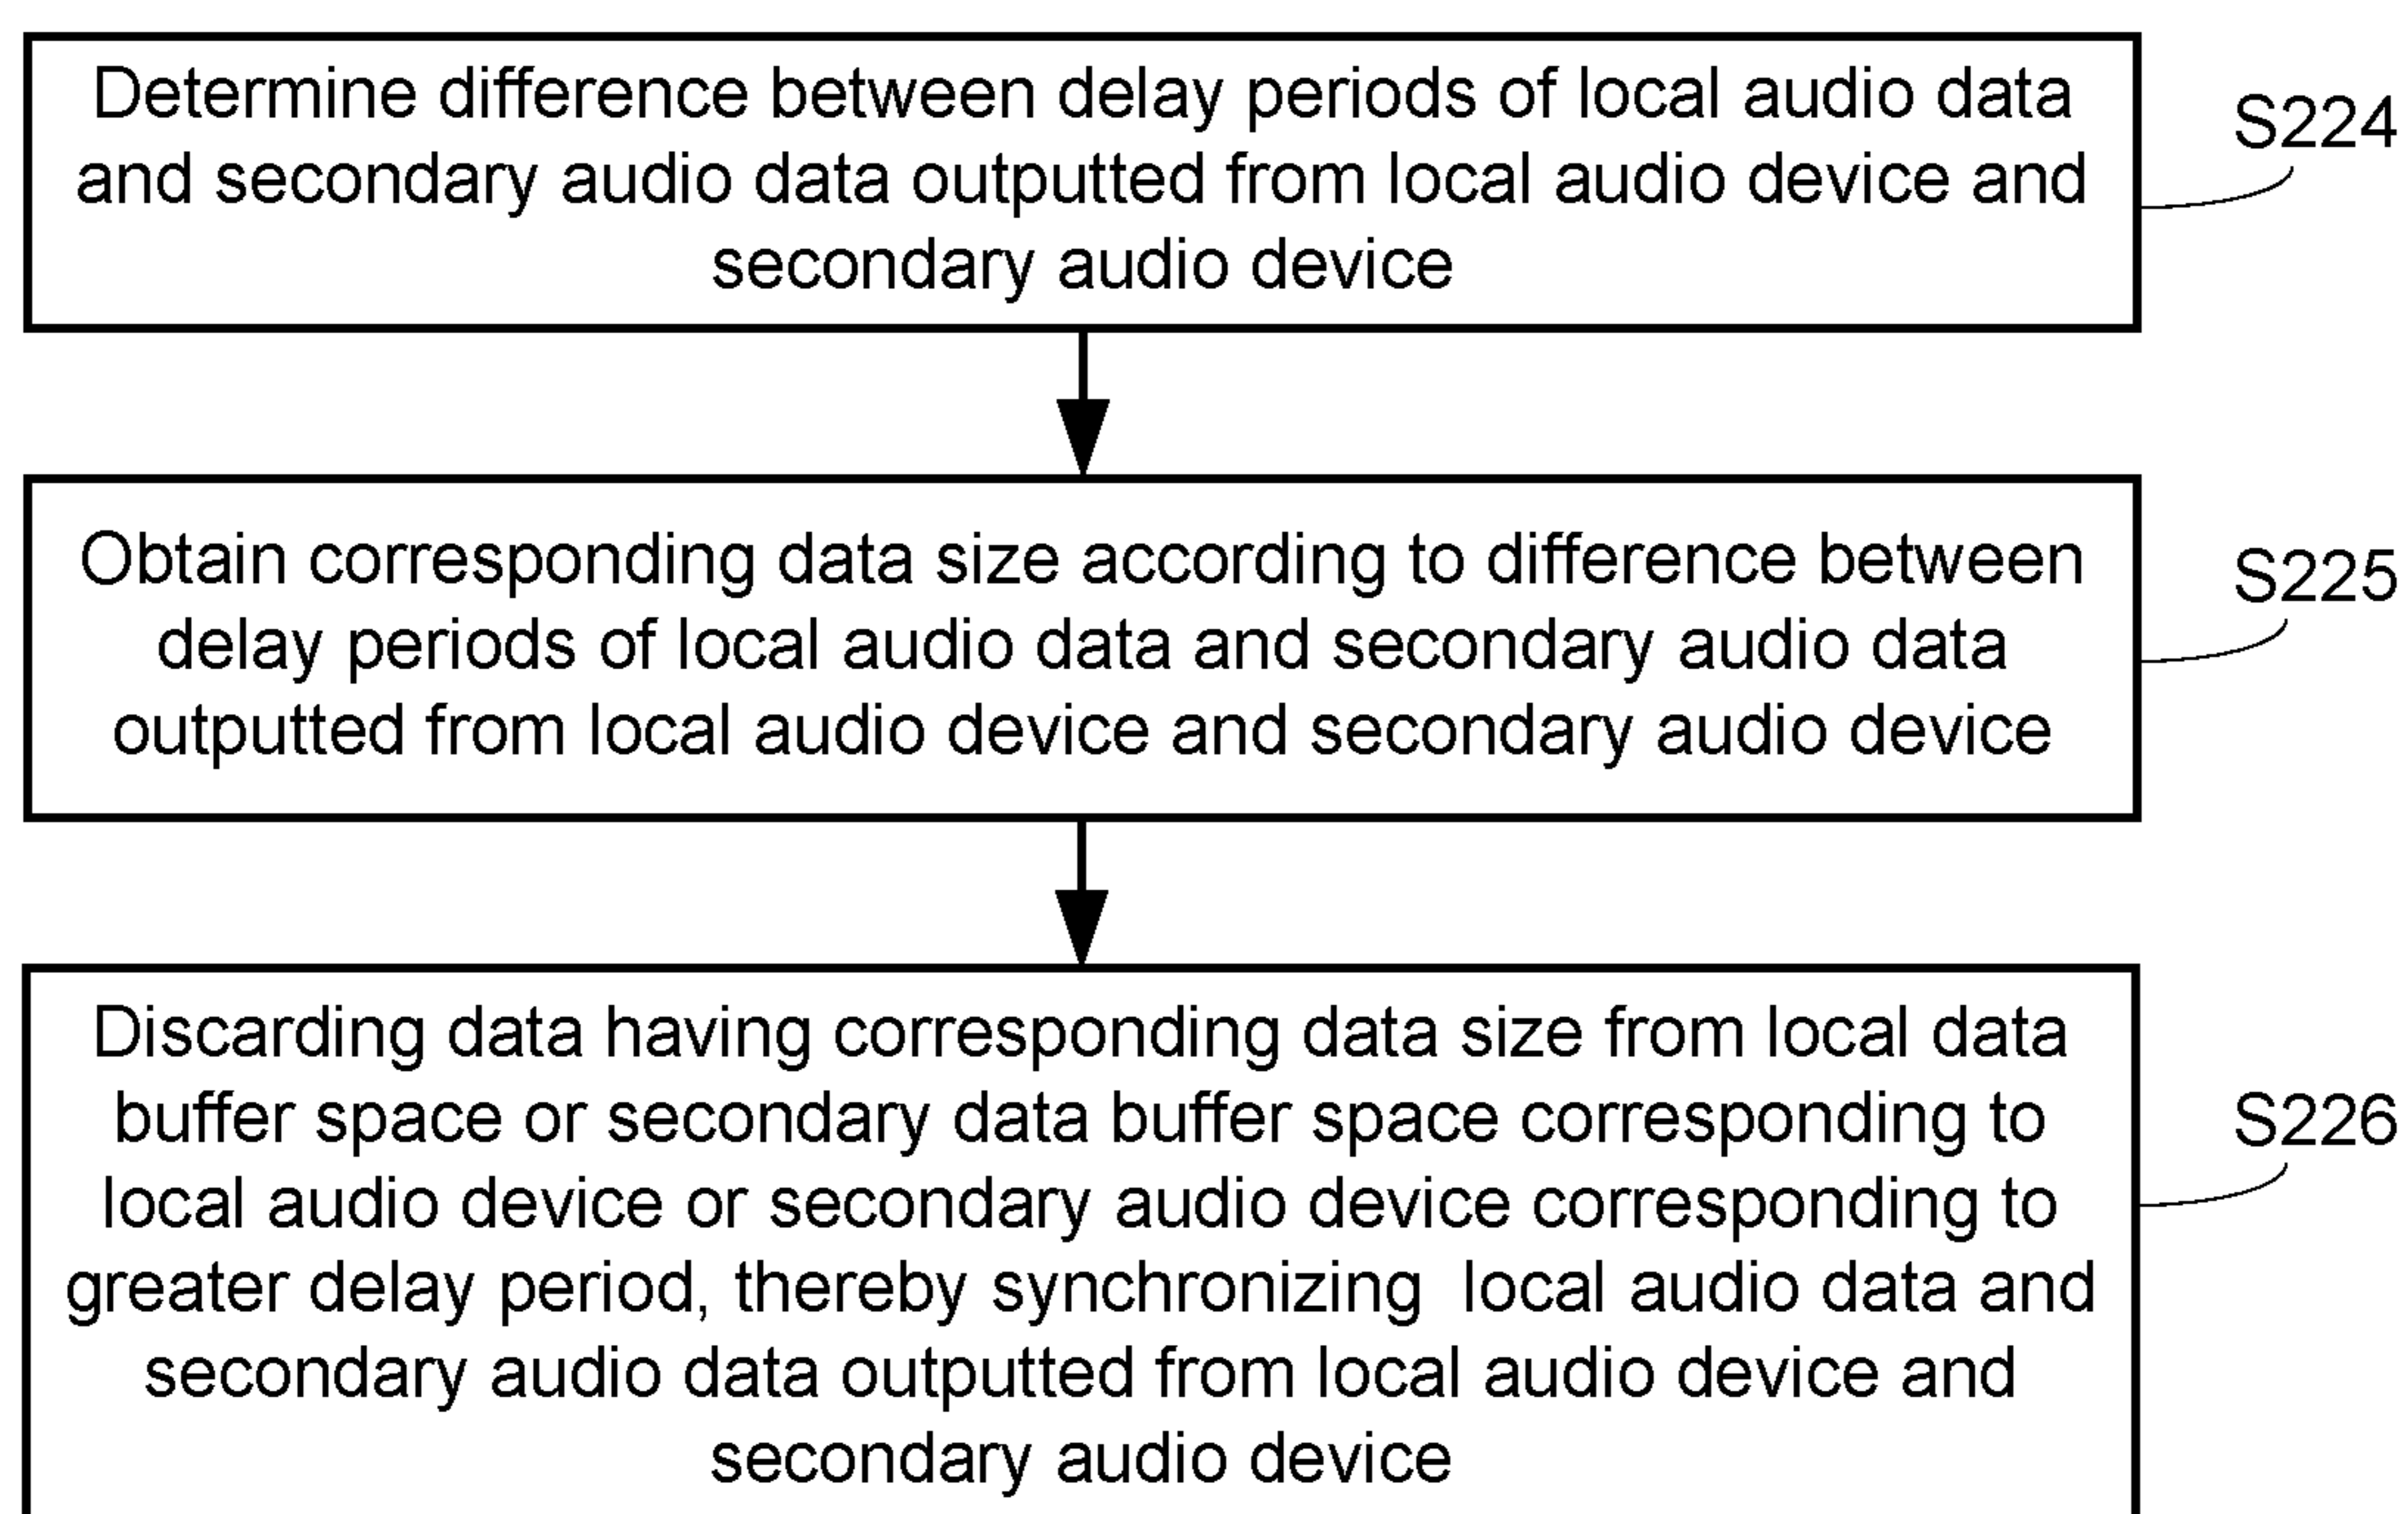 Determine difference between delay periods of local audio data
and secondary audio data outputted from local audio device and
secondary audio device
S224
Obtain corresponding data size according to difference between
delay periods of local audio data and secondary audio data
outputted from local audio device and secondary audio device
S225
Discarding data having corresponding data size from local data
buffer space or secondary data buffer space corresponding to
local audio device or secondary audio device corresponding to
greater delay period, thereby synchronizing  local audio data and
secondary audio data outputted from local audio device and
secondary audio device
S226